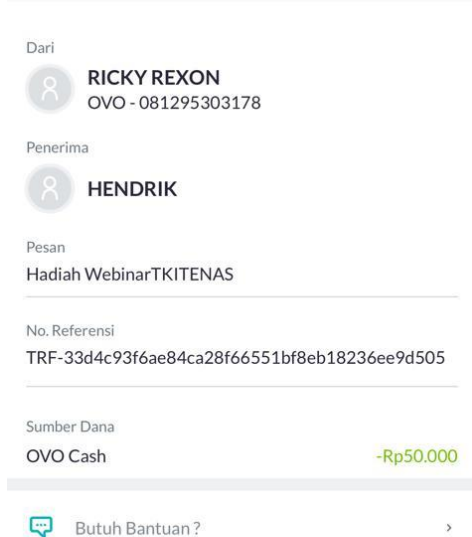 Dari
RICKY REXON
OVO - 081295303178
Penerima
HENDRIK
Pesan
Hadiah WebinarTKITENAS
No. Referensi
TRF-33d4c93f6ae84ca28f66551bf8eb18236ee9d505
Sumber Dana
OVO Cash -Rp50.000
Butuh Bantuan ?